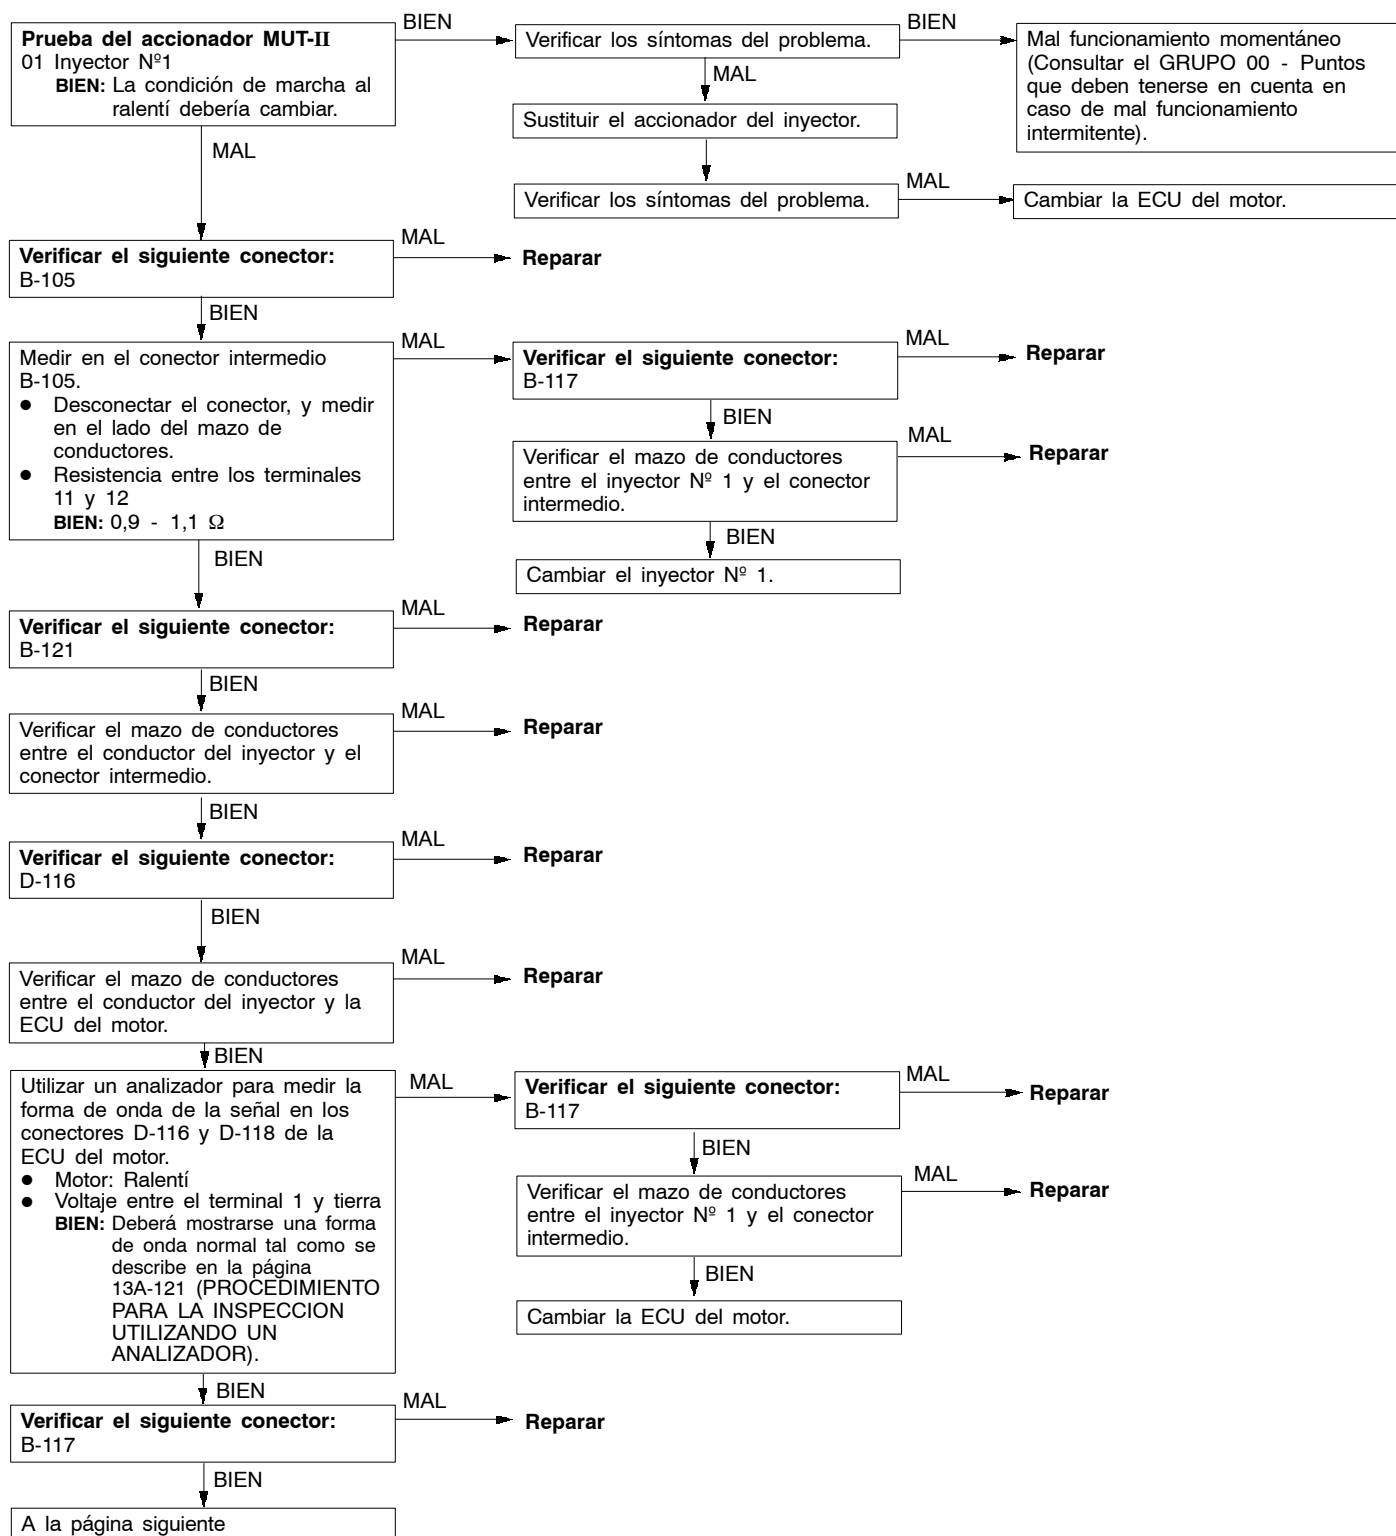 Prueba del accionador MUT-II
01 Inyector Nº1
BIEN: La condición de marcha al
ralentí debería cambiar.
BIEN
Verificar los síntomas del problema.
BIEN
Mal funcionamiento momentáneo
(Consultar el GRUPO 00 - Puntos
que deben tenerse en cuenta en
caso de mal funcionamiento
intermitente).
MAL
Sustituir el accionador del inyector.
MAL
Verificar los síntomas del problema.
MAL
Cambiar la ECU del motor.
Verificar el siguiente conector:
B-105
MAL
Reparar
BIEN
Medir en el conector intermedio
B-105.
● Desconectar el conector, y medir
en el lado del mazo de
conductores.
● Resistencia entre los terminales
11 y 12
BIEN: 0,9 - 1,1 Ω
MAL
Verificar el siguiente conector:
B-117
MAL
Reparar
BIEN
Verificar el mazo de conductores
entre el inyector Nº 1 y el conector
intermedio.
MAL
Reparar
BIEN
Cambiar el inyector Nº 1.
BIEN
Verificar el siguiente conector:
B-121
MAL
Reparar
BIEN
Verificar el mazo de conductores
entre el conductor del inyector y el
conector intermedio.
MAL
Reparar
BIEN
Verificar el siguiente conector:
D-116
MAL
Reparar
BIEN
Verificar el mazo de conductores
entre el conductor del inyector y la
ECU del motor.
MAL
Reparar
BIEN
Utilizar un analizador para medir la
forma de onda de la señal en los
conectores D-116 y D-118 de la
ECU del motor.
● Motor: Ralentí
● Voltaje entre el terminal 1 y tierra
BIEN: Deberá mostrarse una forma
de onda normal tal como se
describe en la página
13A-121 (PROCEDIMIENTO
PARA LA INSPECCION
UTILIZANDO UN
ANALIZADOR).
MAL
Verificar el siguiente conector:
B-117
MAL
Reparar
BIEN
Verificar el mazo de conductores
entre el inyector Nº 1 y el conector
intermedio.
MAL
Reparar
BIEN
Cambiar la ECU del motor.
BIEN
Verificar el siguiente conector:
B-117
MAL
Reparar
BIEN
A la página siguiente